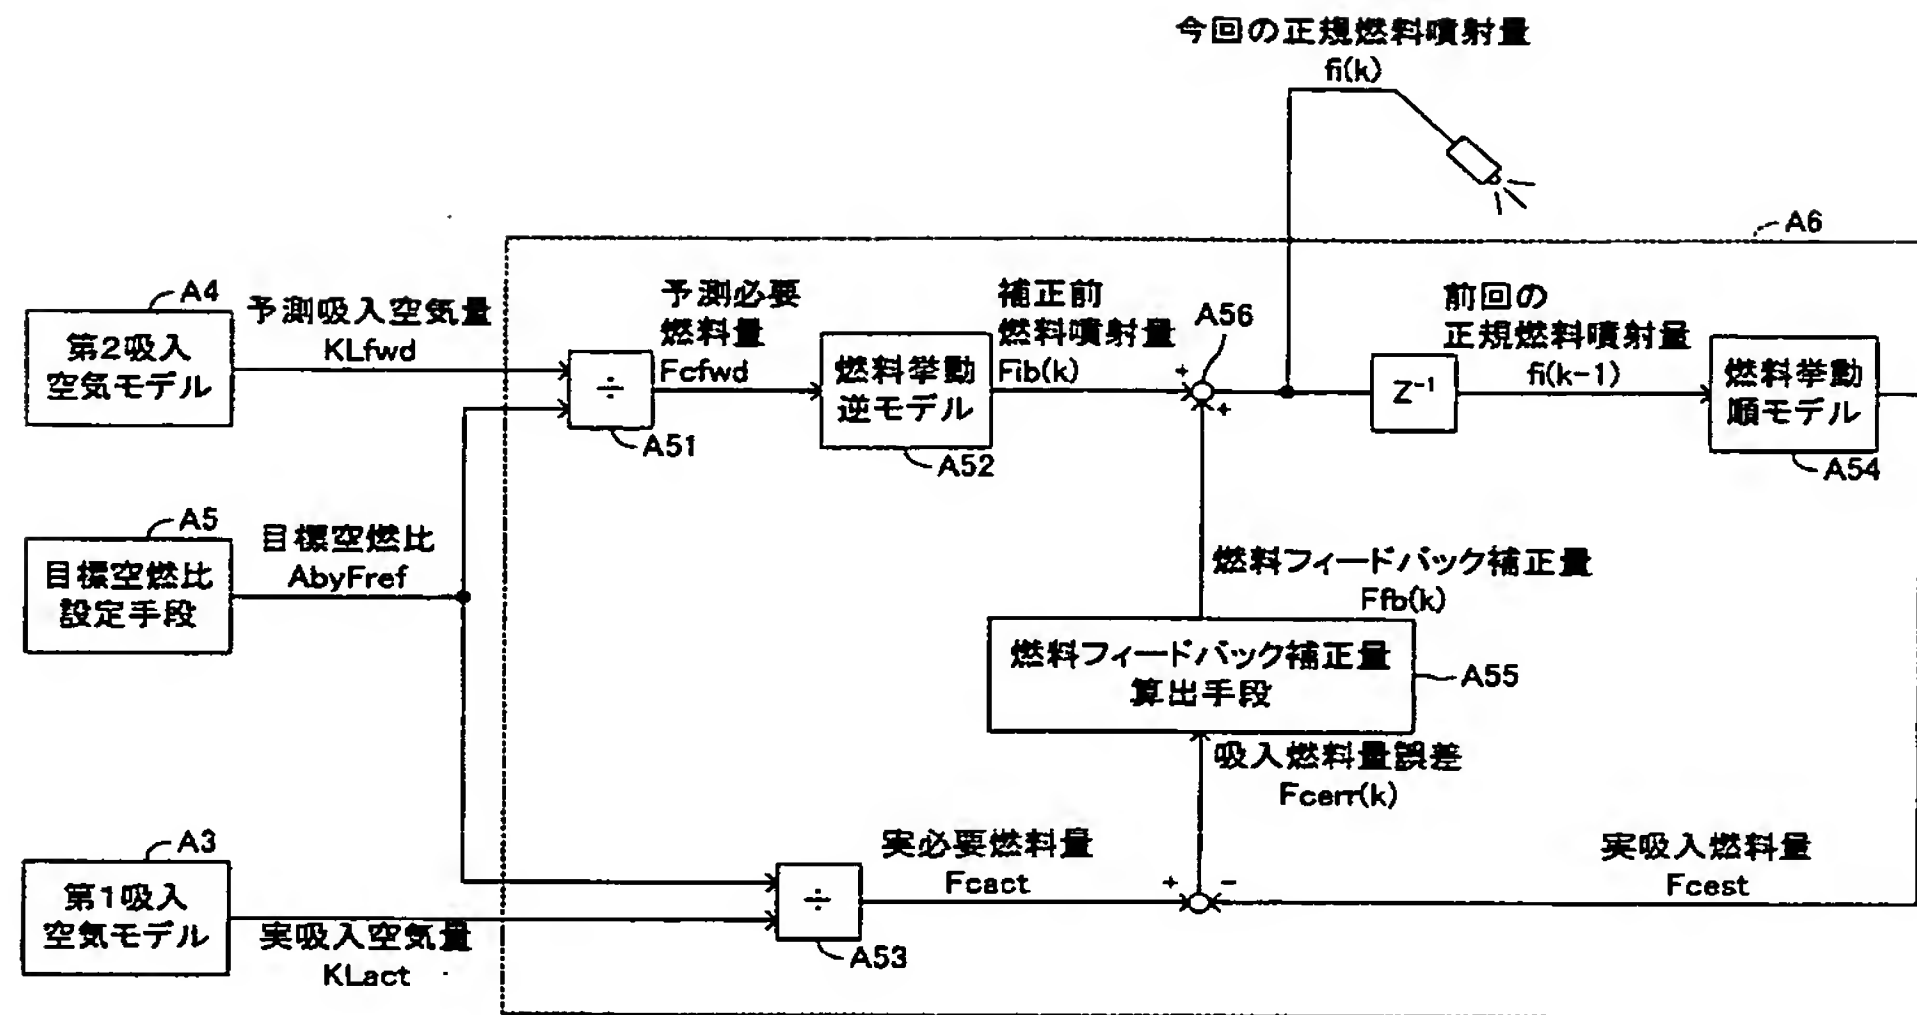 今回の正規燃料噴射量
fi(k)
A6
A4
第2吸入
空気モデル
予測吸入空気量
KLfwd
÷
A51
予測必要
燃料量
Fcfwd
燃料挙動
逆モデル
A52
補正前
燃料噴射量
Fib(k)
A56
+
+
Z⁻¹
前回の
正規燃料噴射量
fi(k-1)
燃料挙動
順モデル
A54
A5
目標空燃比
設定手段
目標空燃比
AbyFref
燃料フィードバック補正量
Ffb(k)
燃料フィードバック補正量
算出手段
A55
吸入燃料量誤差
Fcerr(k)
A3
第1吸入
空気モデル
実吸入空気量
KLact
÷
A53
実必要燃料量
Fcact
+
-
実吸入燃料量
Fcest